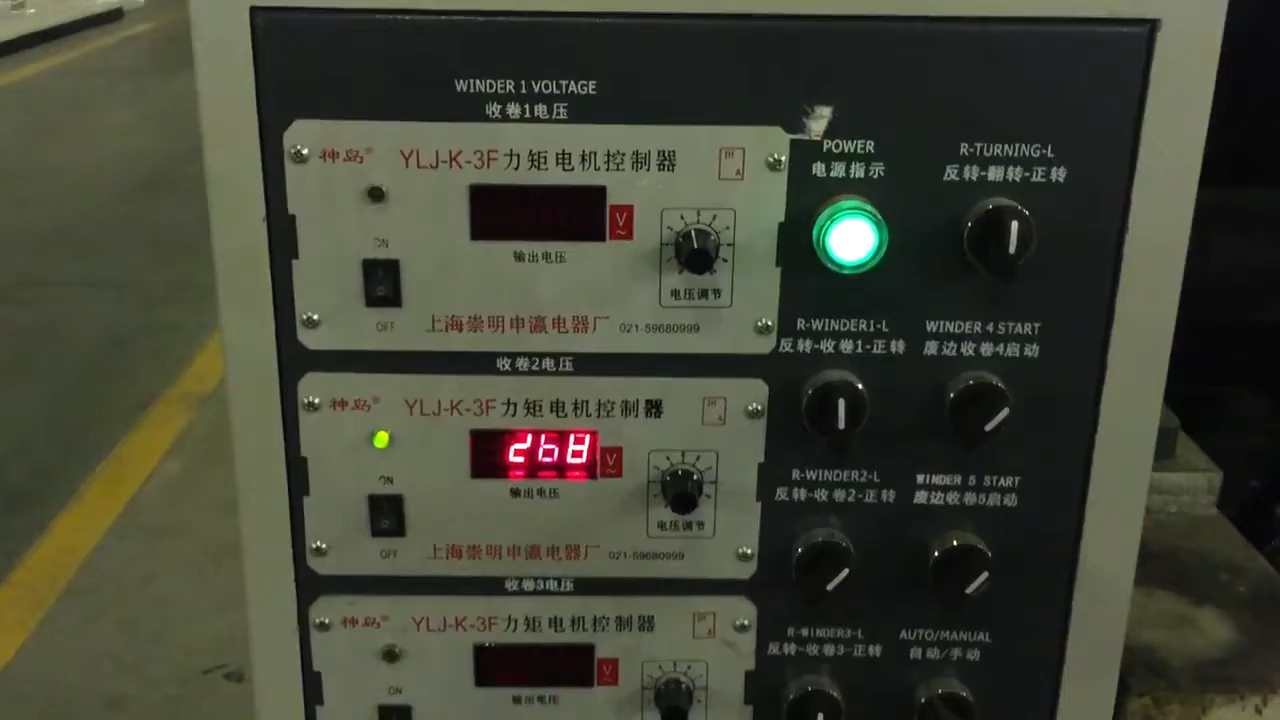 WINDER 1 VOLTAGE
收卷1电压
神岛® YLJ-K-3F力矩电机控制器
IH A
ON
V~
输出电压
电压调节
OFF
上海崇明申瀛电器厂 021-59680999
POWER
电源指示
R-TURNING-L
反转-翻转-正转
收卷2电压
神岛® YLJ-K-3F力矩电机控制器
268
V~
ON
输出电压
电压调节
OFF
上海崇明申瀛电器厂 021-59680999
R-WINDER1-L
反转-收卷1-正转
WINDER 4 START
废边收卷4启动
R-WINDER2-L
反转-收卷2-正转
WINDER 5 START
废边收卷5启动
收卷3电压
神岛® YLJ-K-3F力矩电机控制器
V~
ON
输出电压
R-WINDER3-L
反转-收卷3-正转
AUTO/MANUAL
自动/手动